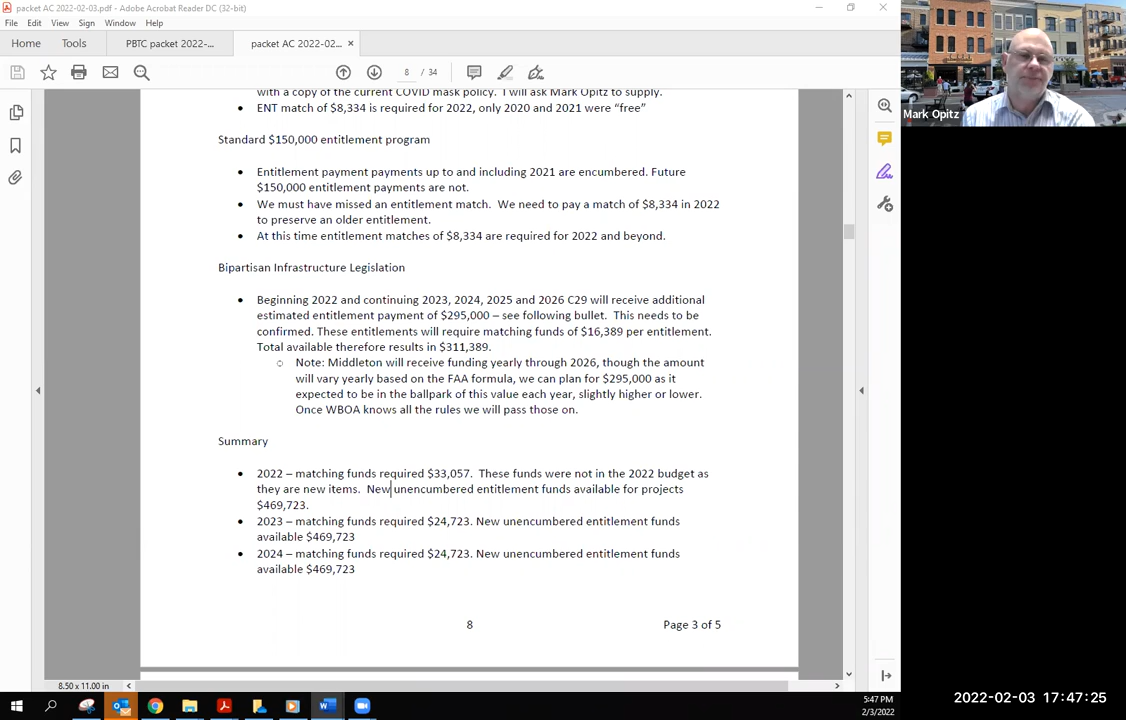 packet AC 2022-02-03.pdf - Adobe Acrobat Reader DC (32-bit)
File Edit View Sign Window Help
Home Tools PBTC packet 2022-... packet AC 2022-02... ×
8 / 34
with a copy of the current COVID mask policy. I will ask Mark Opitz to supply.
• ENT match of $8,334 is required for 2022, only 2020 and 2021 were "free"
Standard $150,000 entitlement program
• Entitlement payment payments up to and including 2021 are encumbered. Future
$150,000 entitlement payments are not.
• We must have missed an entitlement match. We need to pay a match of $8,334 in 2022
to preserve an older entitlement.
• At this time entitlement matches of $8,334 are required for 2022 and beyond.
Bipartisan Infrastructure Legislation
• Beginning 2022 and continuing 2023, 2024, 2025 and 2026 C29 will receive additional
estimated entitlement payment of $295,000 – see following bullet. This needs to be
confirmed. These entitlements will require matching funds of $16,389 per entitlement.
Total available therefore results in $311,389.
○ Note: Middleton will receive funding yearly through 2026, though the amount
will vary yearly based on the FAA formula, we can plan for $295,000 as it
expected to be in the ballpark of this value each year, slightly higher or lower.
Once WBOA knows all the rules we will pass those on.
Summary
• 2022 – matching funds required $33,057. These funds were not in the 2022 budget as
they are new items. New unencumbered entitlement funds available for projects
$469,723.
• 2023 – matching funds required $24,723. New unencumbered entitlement funds
available $469,723
• 2024 – matching funds required $24,723. New unencumbered entitlement funds
available $469,723
8 Page 3 of 5
8.50 x 11.00 in
Mark Opitz
5:47 PM
2/3/2022
2022-02-03 17:47:25